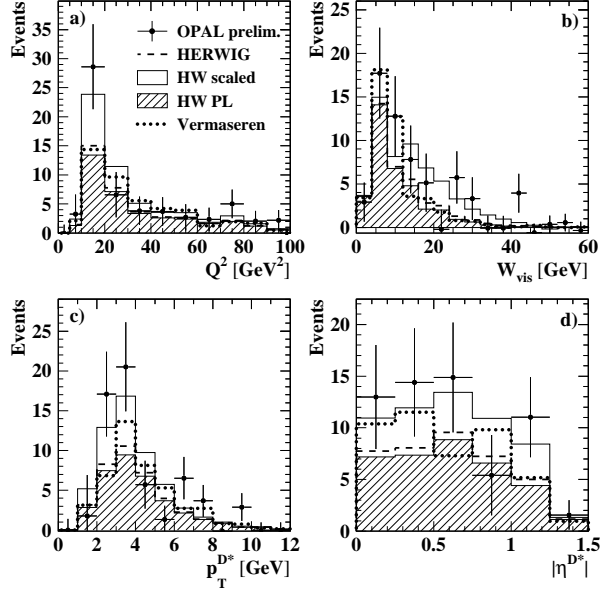 Events
a)
OPAL prelim.
HERWIG
HW scaled
HW PL
Vermaseren
35
30
25
20
15
10
5
0
0 20 40 60 80 100
Q² [GeV²]
Events
b)
25
20
15
10
5
0
0 20 40 60
W_vis [GeV]
Events
c)
30
25
20
15
10
5
0
0 2 4 6 8 10 12
p_T^D* [GeV]
Events
d)
20
15
10
5
0
0 0.5 1 1.5
|η^D*|